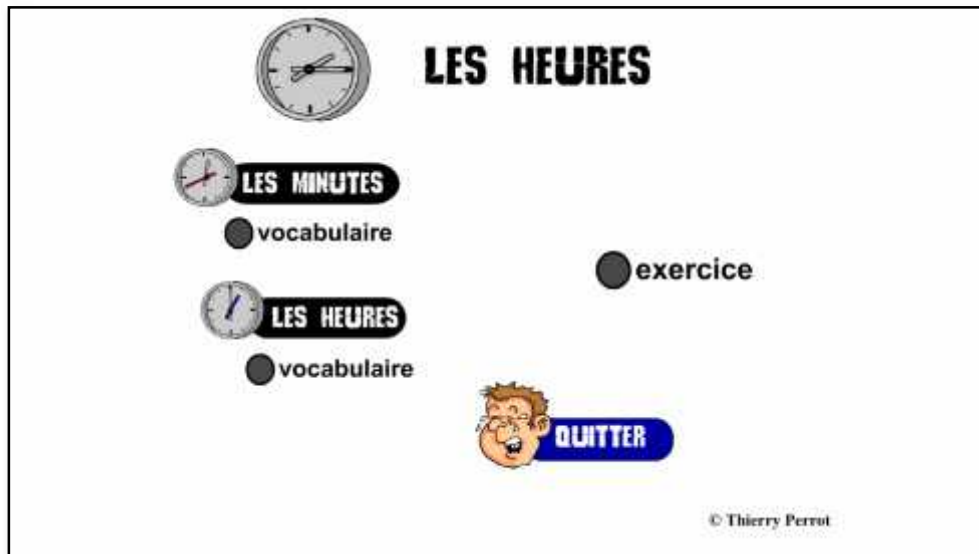 LES HEURES
LES MINUTES
vocabulaire
exercice
LES HEURES
vocabulaire
QUITTER
© Thierry Perrot